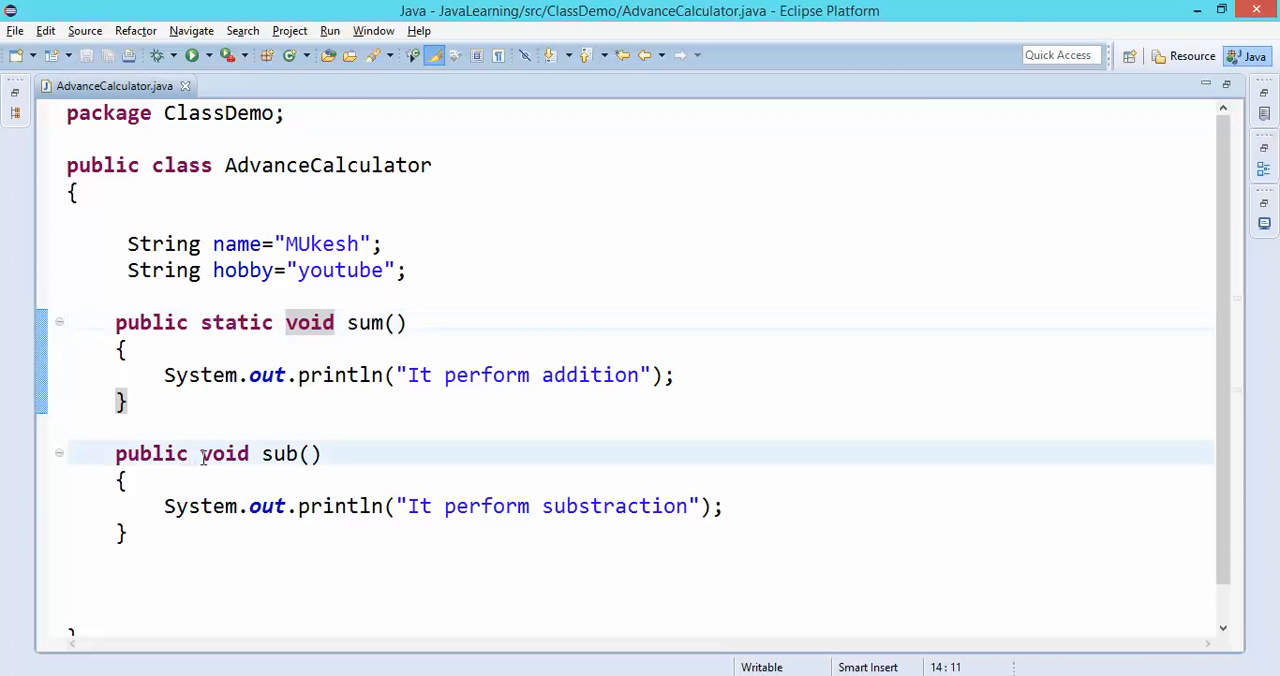 Java - JavaLearning/src/ClassDemo/AdvanceCalculator.java - Eclipse Platform
File Edit Source Refactor Navigate Search Project Run Window Help
Quick Access Resource Java
AdvanceCalculator.java
package ClassDemo;
public class AdvanceCalculator
{
String name="MUkesh";
String hobby="youtube";
public static void sum()
{
System.out.println("It perform addition");
}
public void sub()
{
System.out.println("It perform substraction");
}
}
Writable Smart Insert 14 : 11